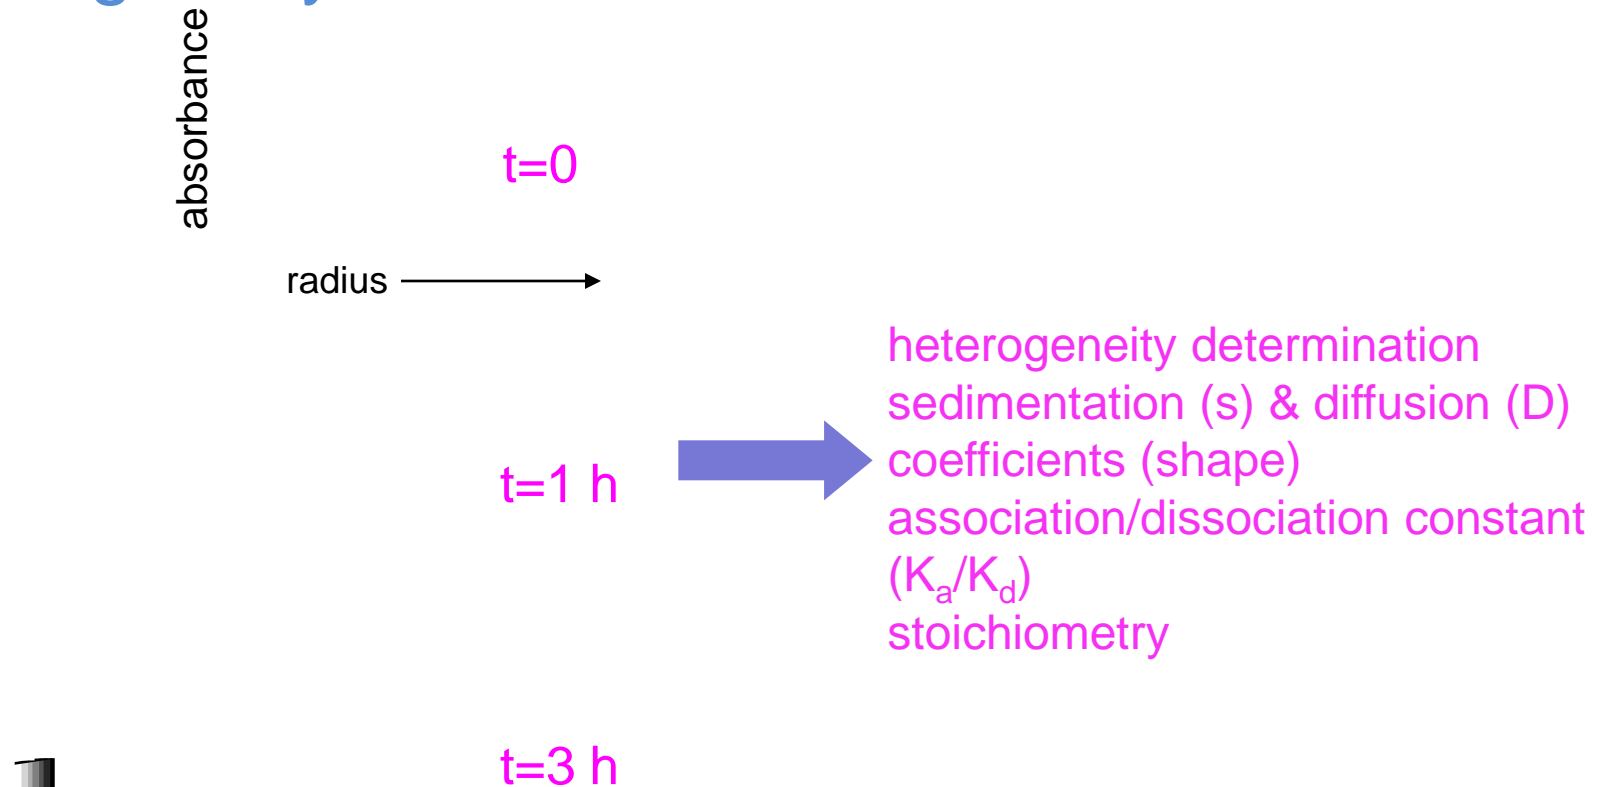 absorbance
t=0
radius
heterogeneity determination
sedimentation (s) & diffusion (D)
coefficients (shape)
t=1 h
association/dissociation constant
(Ka/Kd)
stoichiometry
t=3 h